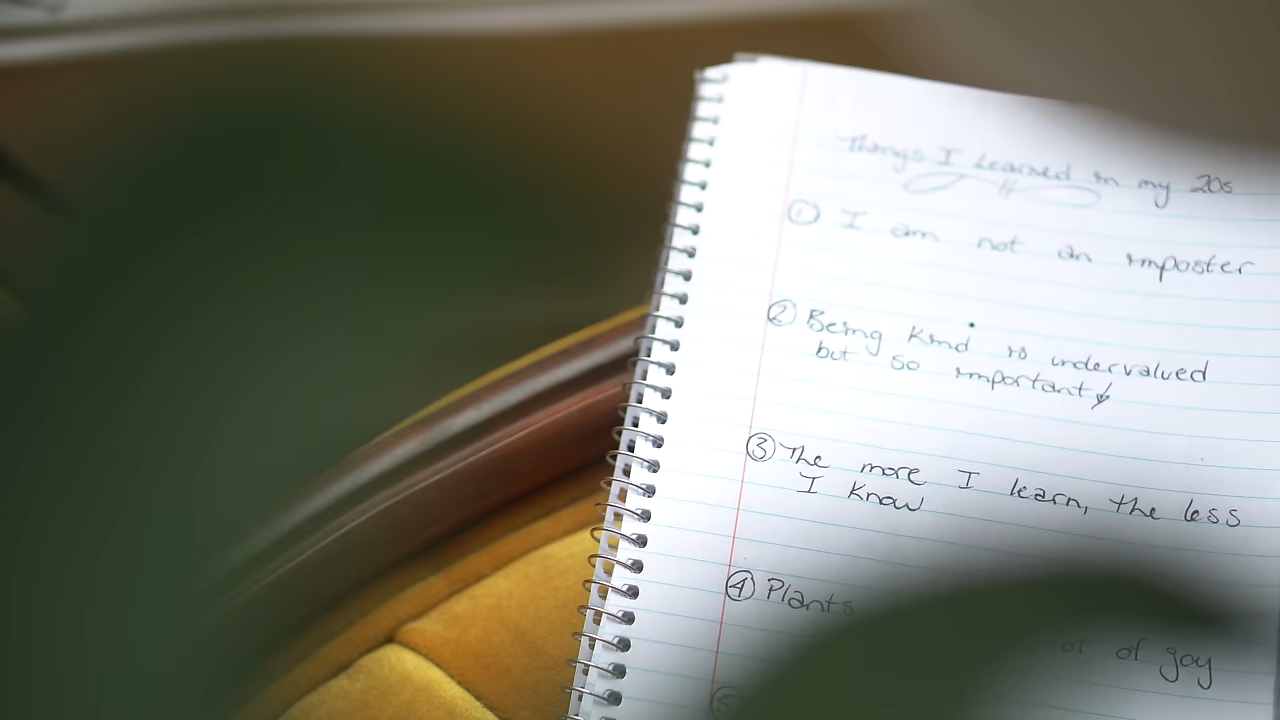 Things I Learned in my 20s
① I am not an imposter
② Being kind is undervalued
but so important!
③ The more I learn, the less
I know
④ Plants of goy